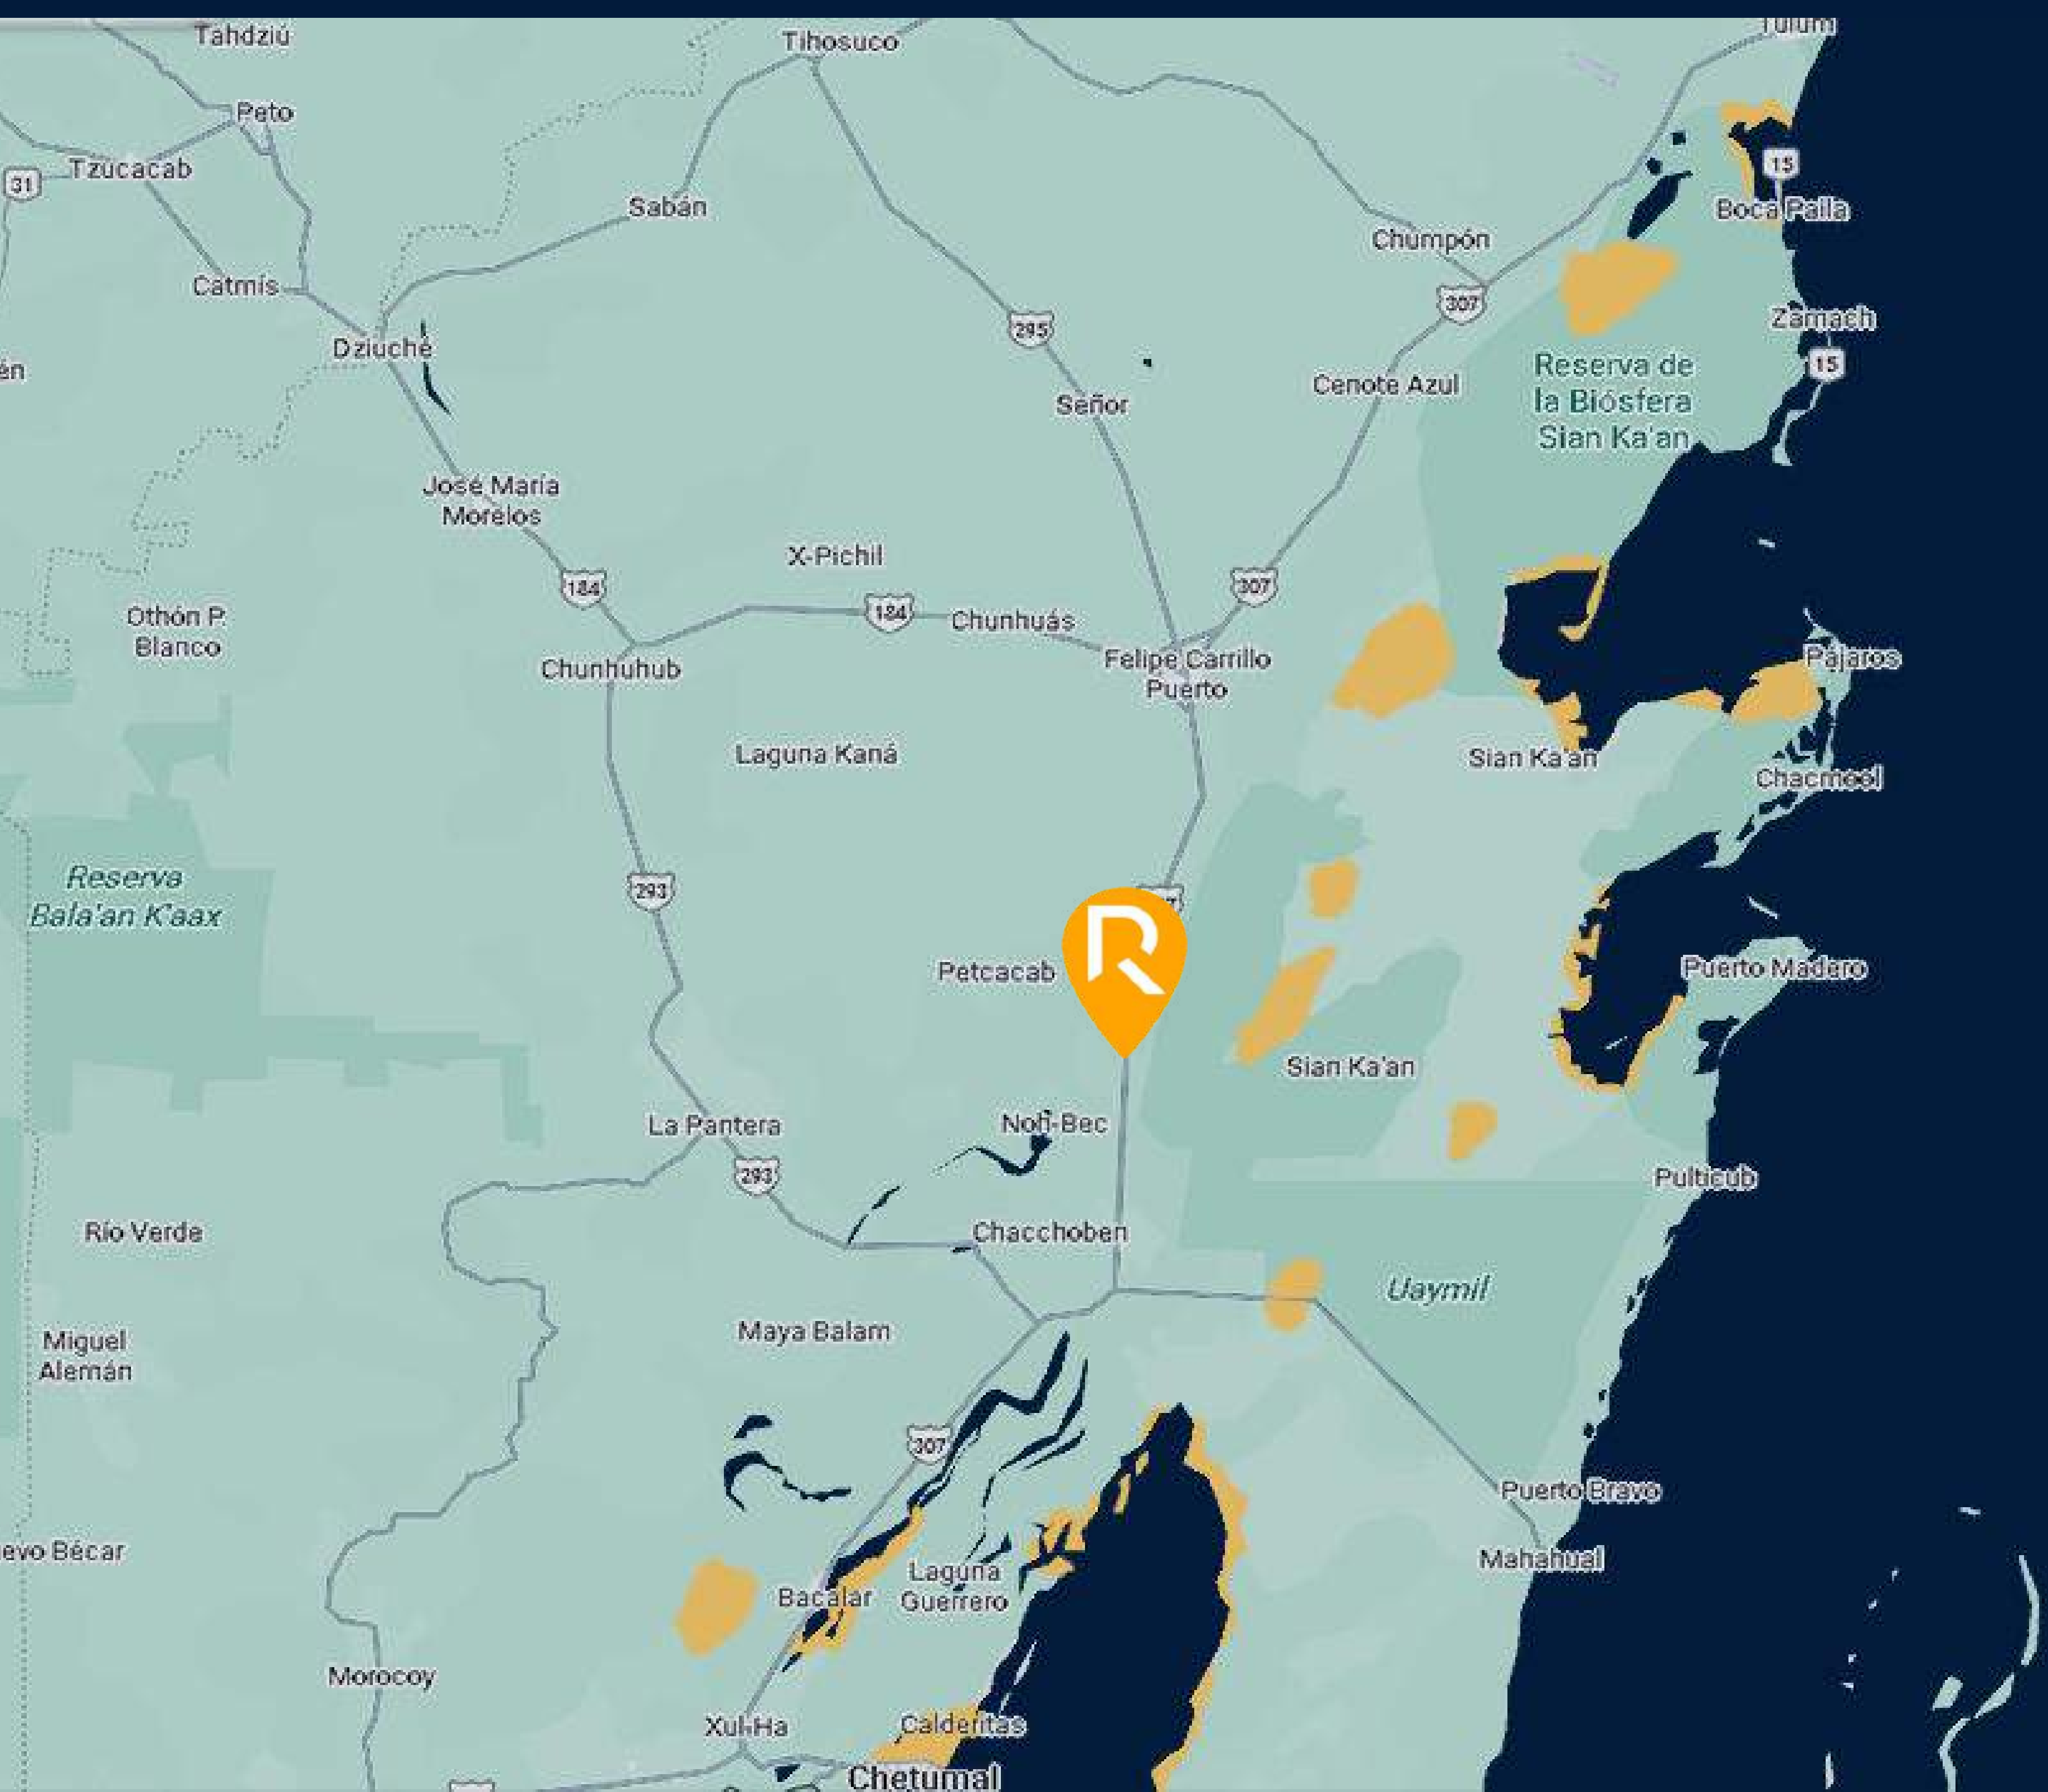 Tahdziú
Tihosuco
Tulum
Peto
Tzucacab
31
15
Boca Paila
Sabán
Chumpón
Catmís
307
Zamach
295
Dziuché
én
Reserva de
la Biósfera
Sian Ka'an
15
Cenote Azul
Señor
José María
Morelos
X-Pichil
184
307
184
Chunhuás
Othón P.
Blanco
Chunhuhub
Felipe Carrillo
Puerto
Pájaros
Laguna Kaná
Sian Ka'an
Chacmool
Reserva
Bala'an K'aax
293
R
Petcacab
Puerto Madero
Sian Ka'an
La Pantera
Noh-Bec
293
Pulticub
Río Verde
Chacchoben
Uaymil
Miguel
Alemán
Maya Balam
307
Puerto Bravo
evo Bécar
Mahahual
Bacalar
Laguna
Guerrero
Morocoy
Xul-Ha
Calderitas
Chetumal